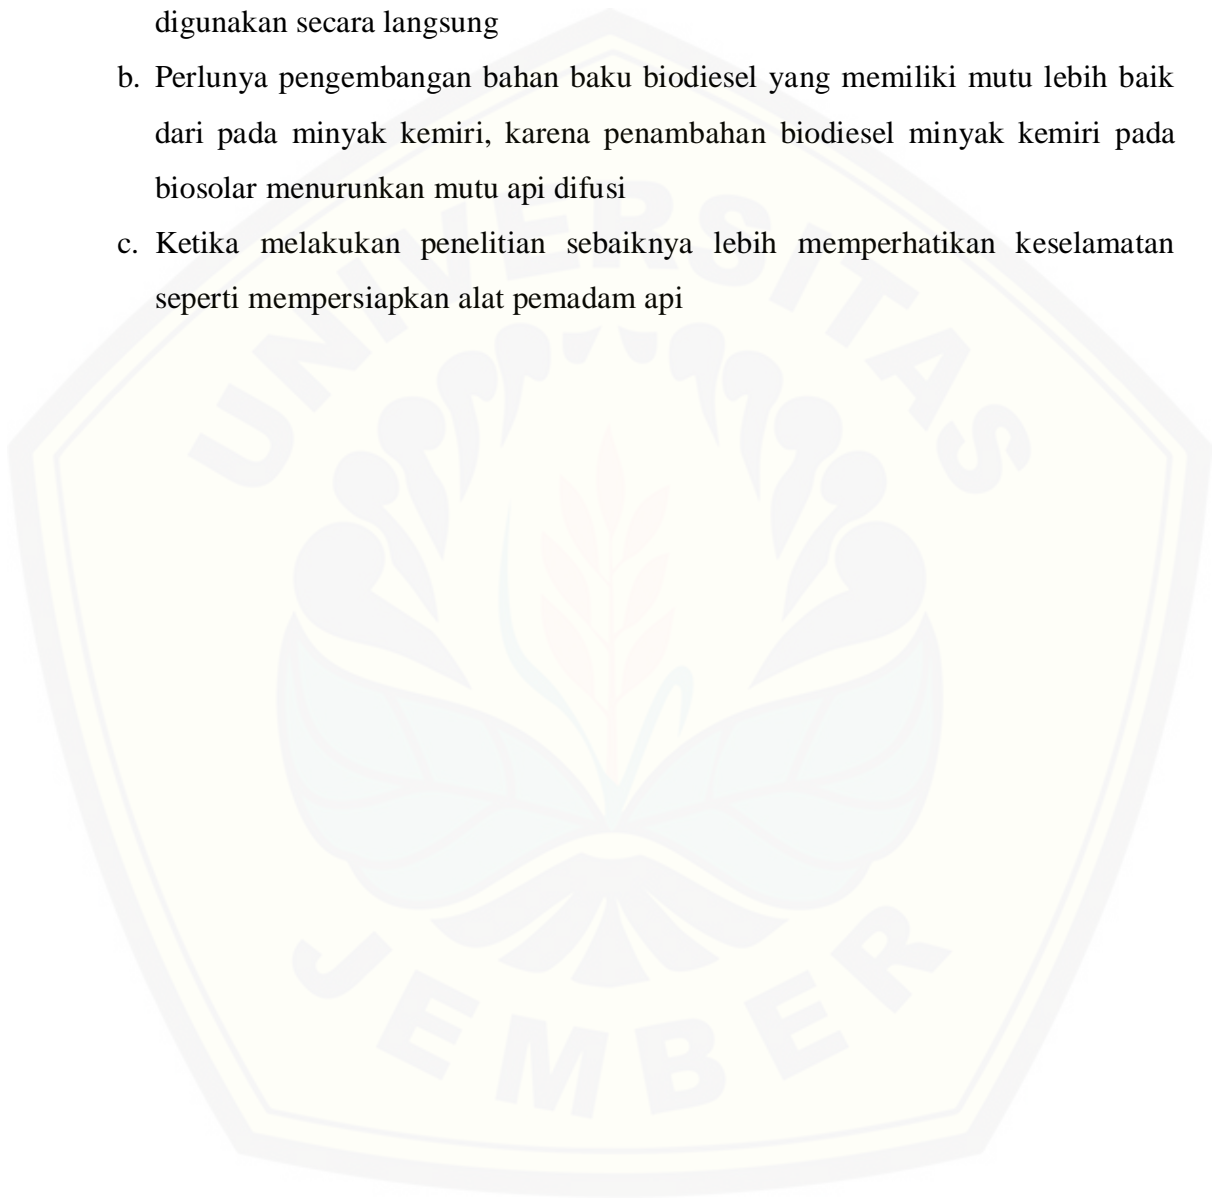 digunakan secara langsung
b. Perlunya pengembangan bahan baku biodiesel yang memiliki mutu lebih baik
dari pada minyak kemiri, karena penambahan biodiesel minyak kemiri pada
biosolar menurunkan mutu api difusi
c. Ketika melakukan penelitian sebaiknya lebih memperhatikan keselamatan
seperti mempersiapkan alat pemadam api
UNIVERSITAS
JEMBER